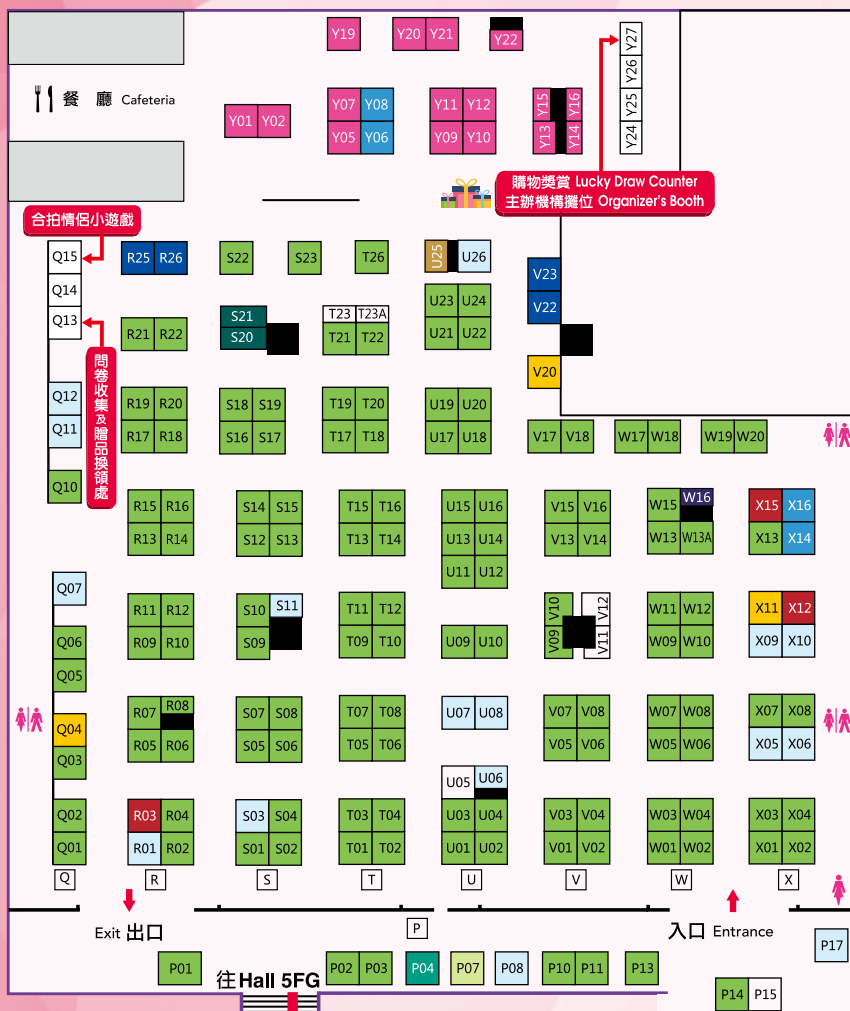 Y19 Y20 Y21 Y22 Y27
Y26
餐 廳 Cafeteria
Y01 Y02 Y07 Y08 Y11 Y12 Y15 Y16 Y25
Y05 Y06 Y09 Y10 Y13 Y14 Y24
購物獎賞 Lucky Draw Counter
主辦機構攤位 Organizer's Booth
合拍情侶小遊戲
Q15 R25 R26 S22 S23 T26 U25 U26 V23
Q14 U23 U24 V22
Q13 S21 T23 T23A
R21 R22 S20 T21 T22 U21 U22
問卷收集及贈品換領處
V20
Q12 R19 R20 S18 S19 T19 T20 U19 U20
Q11 R17 R18 S16 S17 T17 T18 U17 U18 V17 V18 W17 W18 W19 W20
Q10
R15 R16 S14 S15 T15 T16 U15 U16 V15 V16 W15 W16 X15 X16
R13 R14 S12 S13 T13 T14 U13 U14 V13 V14 W13 W13A X13 X14
U11 U12
Q07
R11 R12 S10 S11 T11 T12 V10 V12 W11 W12 X11 X12
Q06 R09 R10 S09 T09 T10 U09 U10 V09 V11 W09 W10 X09 X10
Q05
R07 R08 S07 S08 T07 T08 U07 U08 V07 V08 W07 W08 X07 X08
Q04
R05 R06 S05 S06 T05 T06 V05 V06 W05 W06 X05 X06
Q03
U05 U06
Q02 R03 R04 S03 S04 T03 T04 U03 U04 V03 V04 W03 W04 X03 X04
Q01 R01 R02 S01 S02 T01 T02 U01 U02 V01 V02 W01 W02 X01 X02
Q R S T U V W X
Exit 出口 P 入口 Entrance
P17
P01 往Hall 5FG P02 P03 P04 P07 P08 P10 P11 P13
P14 P15